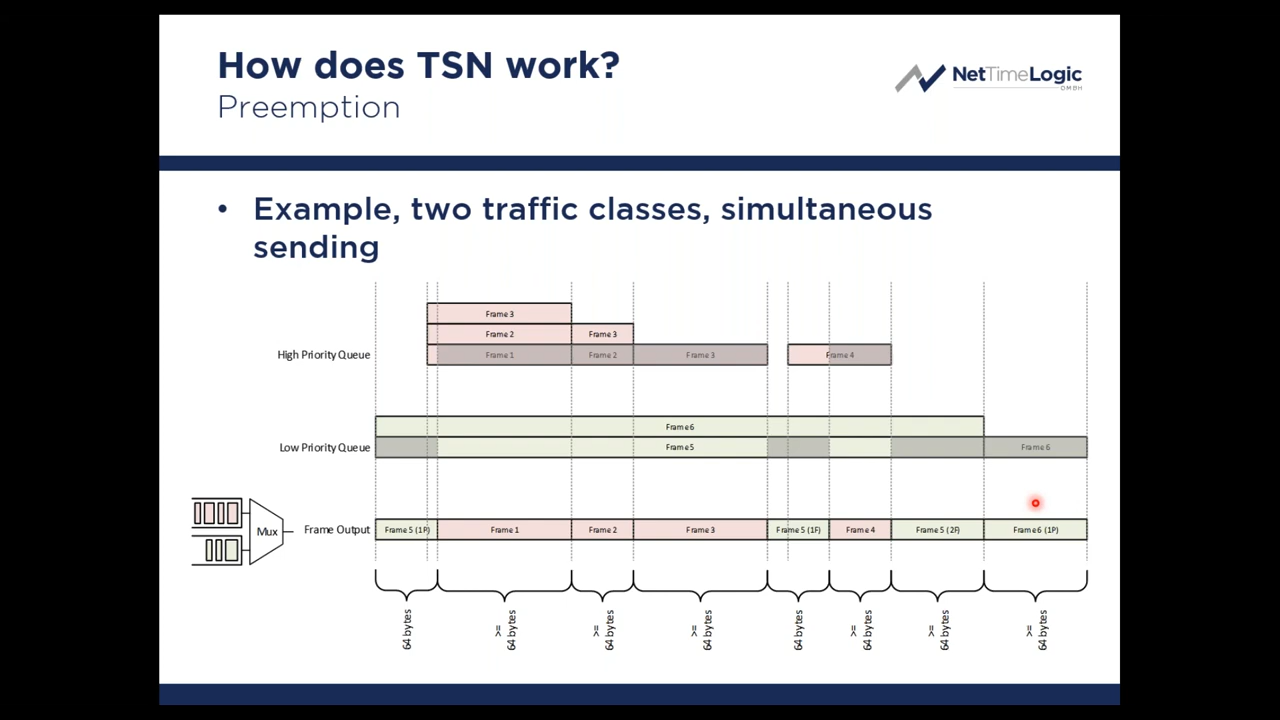 How does TSN work?
Preemption
NetTimeLogic
GMBH
• Example, two traffic classes, simultaneous
sending
Frame 3
Frame 2
Frame 3
High Priority Queue
Frame 1
Frame 2
Frame 3
Frame 4
Frame 6
Low Priority Queue
Frame 5
Frame 6
Mux
Frame Output
Frame 5 (1P)
Frame 1
Frame 2
Frame 3
Frame 5 (1F)
Frame 4
Frame 5 (2F)
Frame 6 (1P)
64 bytes
>=
64 bytes
>=
64 bytes
>=
64 bytes
64 bytes
>=
64 bytes
>=
64 bytes
>=
64 bytes